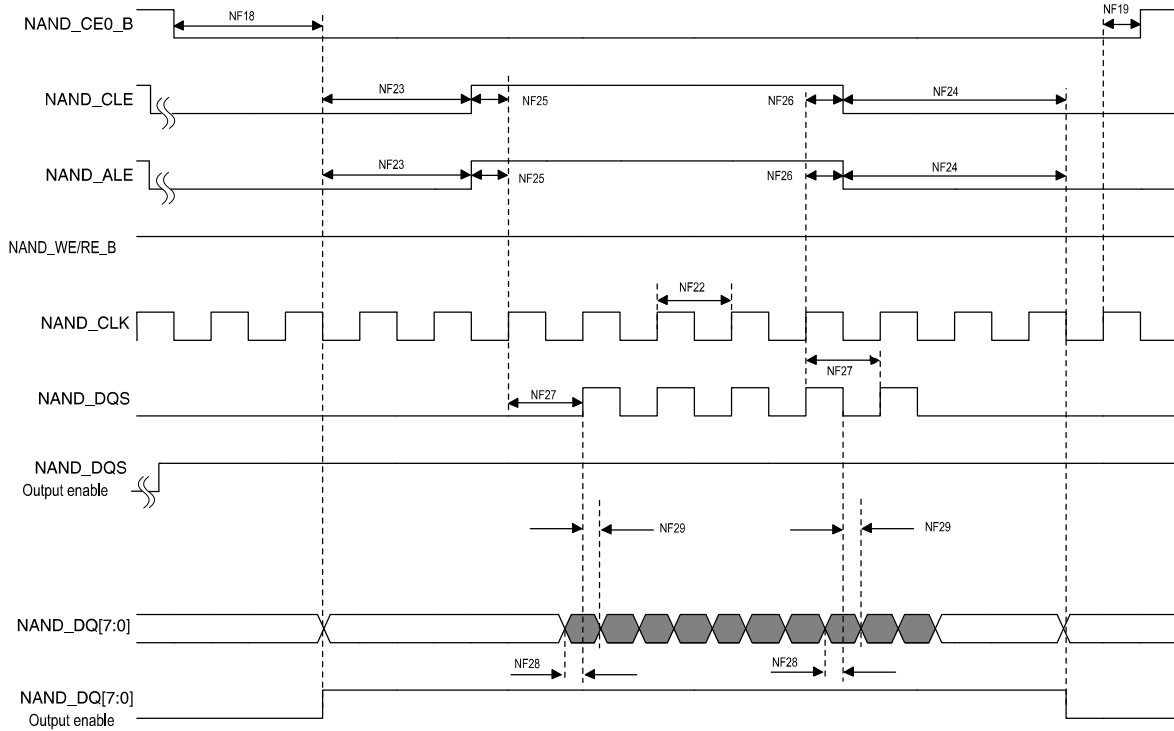 NAND_CE0_B
NF18
NF19
NAND_CLE
NF23
NF25
NF26
NF24
NAND_ALE
NF23
NF25
NF26
NF24
NAND_WE/RE_B
NF22
NAND_CLK
NF27
NAND_DQS
NF27
NAND_DQS
Output enable
NF29
NF29
NAND_DQ[7:0]
NF28
NF28
NAND_DQ[7:0]
Output enable